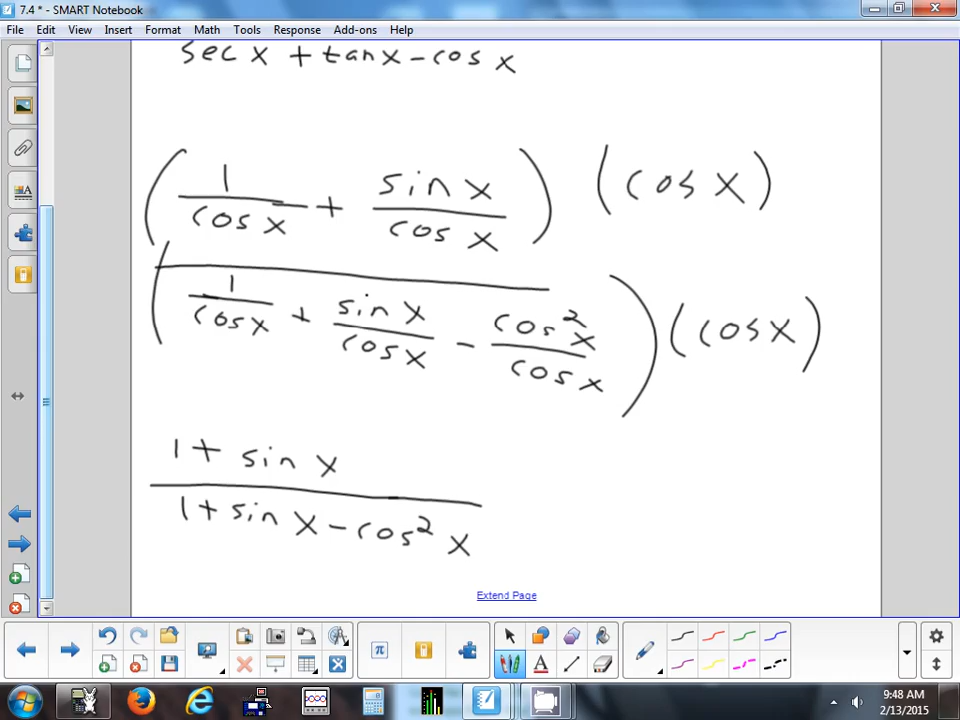 7.4 * - SMART Notebook
File Edit View Insert Format Math Tools Response Add-ons Help
sec x + tan x - cos x
( 1/cos x + sin x/cos x ) (cos x)
( 1/cos x + sin x/cos x - cos² x/cos x ) (cos x)
1 + sin x
1 + sin x - cos² x
Extend Page
π
A
9:48 AM
2/13/2015